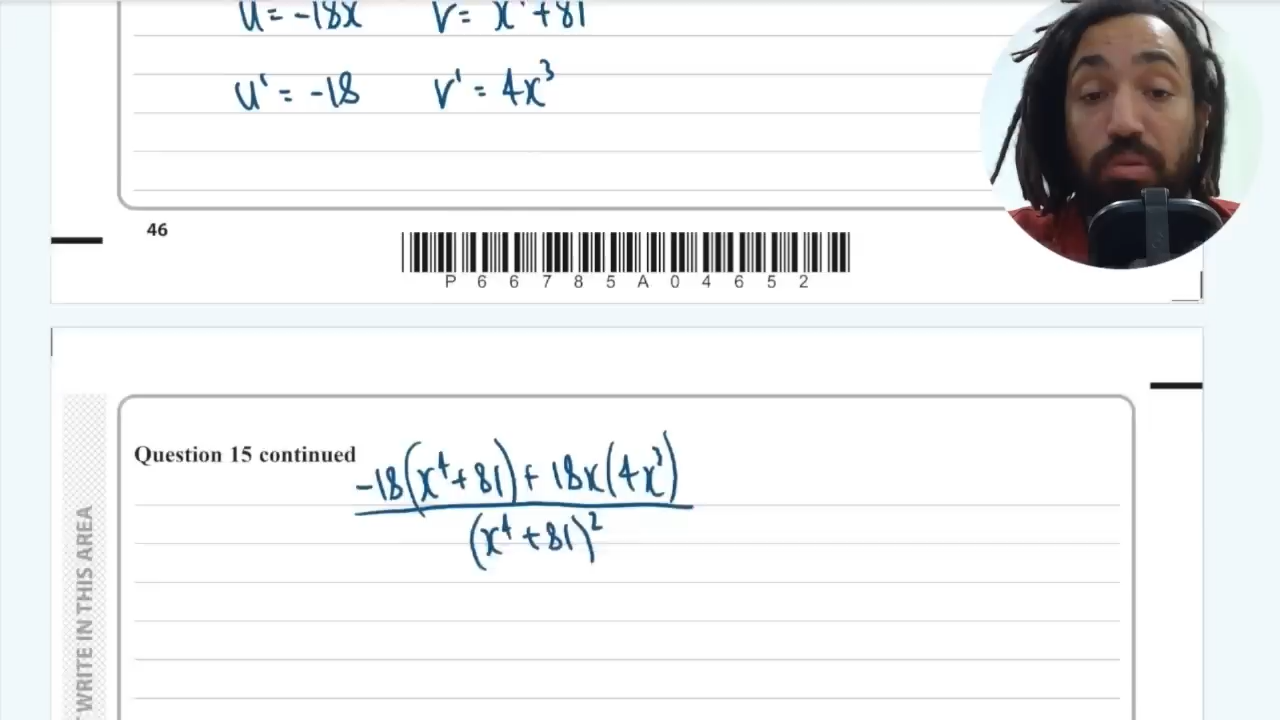 u = -18x v = x⁴ + 81
u' = -18 v' = 4x³
46
P 6 6 7 8 5 A 0 4 6 5 2
Question 15 continued
-18(x⁴ + 81) + 18x(4x³)
(x⁴ + 81)²
WRITE IN THIS AREA